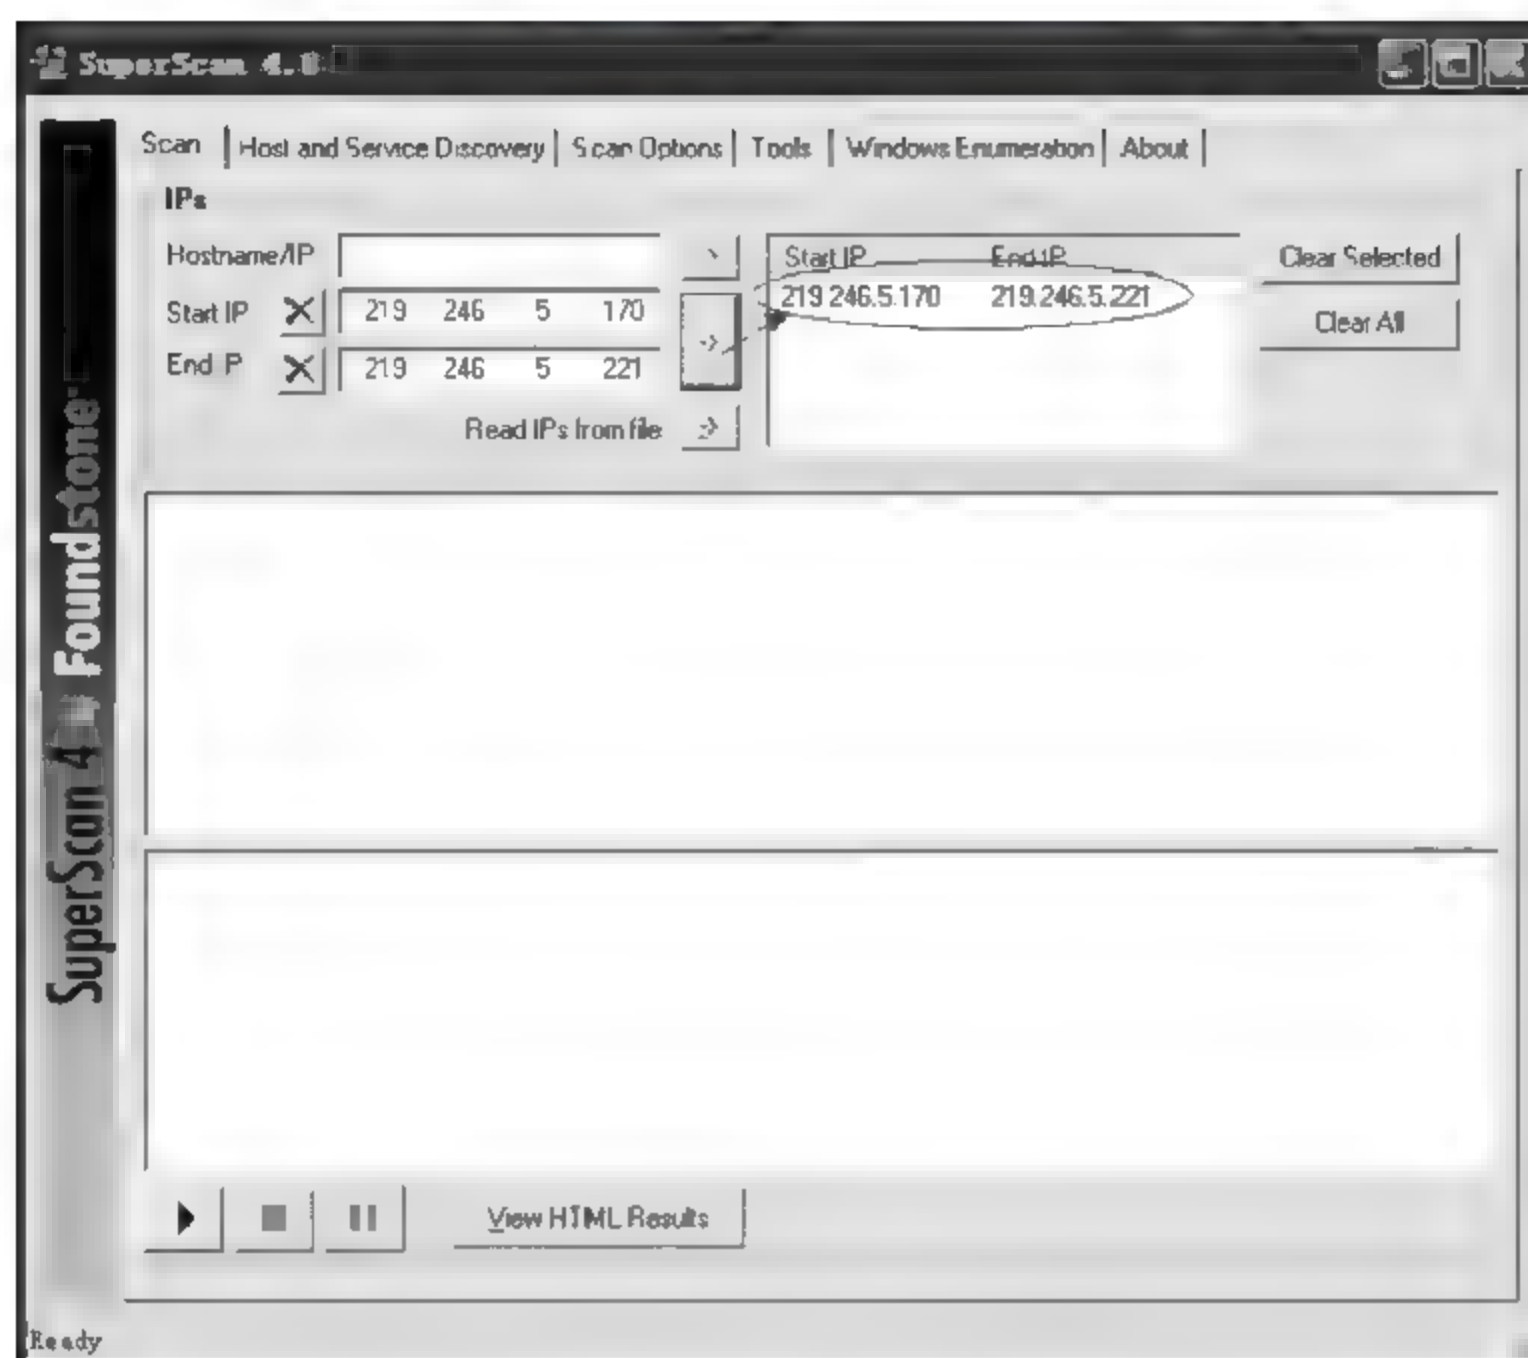 SuperScan 4.0
Scan Host and Service Discovery Scan Options Tools Windows Enumeration About
IPs
Hostname/IP
Start IP 219 246 5 170
End IP 219 246 5 221
Read IPs from file
Start IP End IP
219.246.5.170 219.246.5.221
Clear Selected
Clear All
SuperScan 4 Foundstone
View HTML Results
Ready